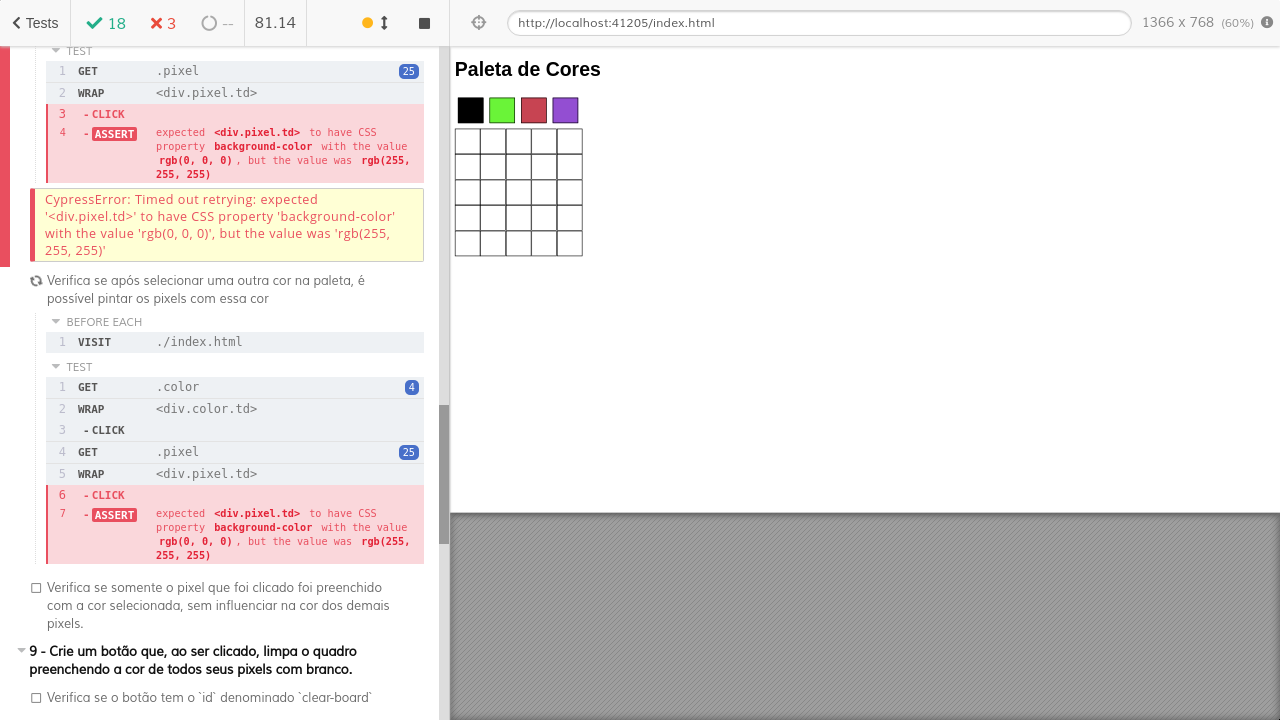 Tests 18 3 -- 81.14
http://localhost:41205/index.html 1366 x 768 (60%)
TEST
1 GET .pixel 25
2 WRAP <div.pixel.td>
3 - CLICK
4 - ASSERT expected <div.pixel.td> to have CSS
property background-color with the value
rgb(0, 0, 0), but the value was rgb(255,
255, 255)
CypressError: Timed out retrying: expected
'<div.pixel.td>' to have CSS property 'background-color'
with the value 'rgb(0, 0, 0)', but the value was 'rgb(255,
255, 255)'
Verifica se após selecionar uma outra cor na paleta, é
possível pintar os pixels com essa cor
BEFORE EACH
1 VISIT ./index.html
TEST
1 GET .color 4
2 WRAP <div.color.td>
3 - CLICK
4 GET .pixel 25
5 WRAP <div.pixel.td>
6 - CLICK
7 - ASSERT expected <div.pixel.td> to have CSS
property background-color with the value
rgb(0, 0, 0), but the value was rgb(255,
255, 255)
Verifica se somente o pixel que foi clicado foi preenchido
com a cor selecionada, sem influenciar na cor dos demais
pixels.
9 - Crie um botão que, ao ser clicado, limpa o quadro
preenchendo a cor de todos seus pixels com branco.
Verifica se o botão tem o `id` denominado `clear-board`
Paleta de Cores